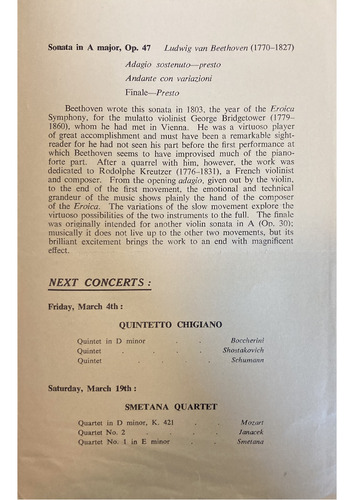 Sonata in A major, Op. 47 Ludwig van Beethoven (1770–1827)
Adagio sostenuto—presto
Andante con variazioni
Finale—Presto
Beethoven wrote this sonata in 1803, the year of the Eroica
Symphony, for the mulatto violinist George Bridgetower (1779–
1860), whom he had met in Vienna. He was a virtuoso player
of great accomplishment and must have been a remarkable sight-
reader for he had not seen his part before the first performance at
which Beethoven seems to have improvised much of the piano-
forte part. After a quarrel with him, however, the work was
dedicated to Rodolphe Kreutzer (1776–1831), a French violinist
and composer. From the opening adagio, given out by the violin,
to the end of the first movement, the emotional and technical
grandeur of the music shows plainly the hand of the composer
of the Eroica. The variations of the slow movement explore the
virtuoso possibilities of the two instruments to the full. The finale
was originally intended for another violin sonata in A (Op. 30);
musically it does not live up to the other two movements, but its
brilliant excitement brings the work to an end with magnificent
effect.
NEXT CONCERTS :
Friday, March 4th :
QUINTETTO CHIGIANO
Quintet in D minor . . Boccherini
Quintet . . . . Shostakovich
Quintet . . . . Schumann
Saturday, March 19th :
SMETANA QUARTET
Quartet in D minor, K. 421 . . Mozart
Quartet No. 2 . . . Janacek
Quartet No. 1 in E minor . . Smetana